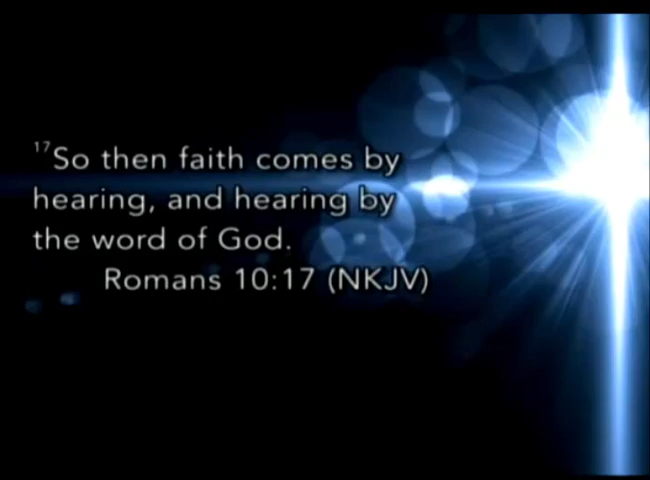 ¹⁷So then faith comes by
hearing, and hearing by
the word of God.
Romans 10:17 (NKJV)